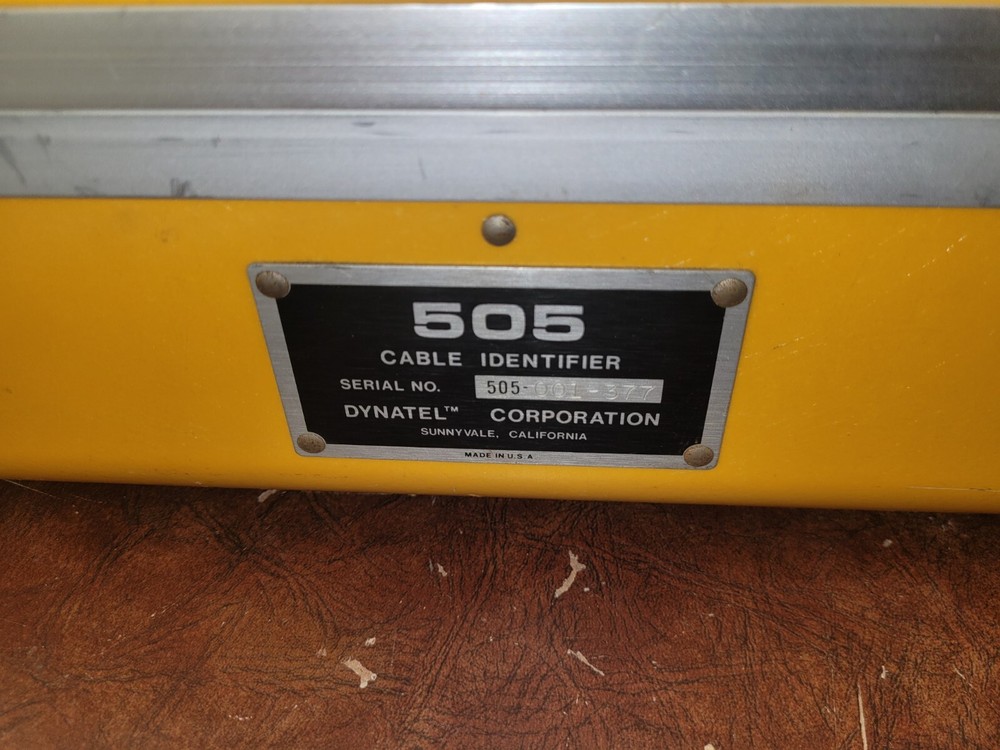 505
CABLE IDENTIFIER
SERIAL NO. 505-001-377
DYNATEL™ CORPORATION
SUNNYVALE, CALIFORNIA
MADE IN U.S.A